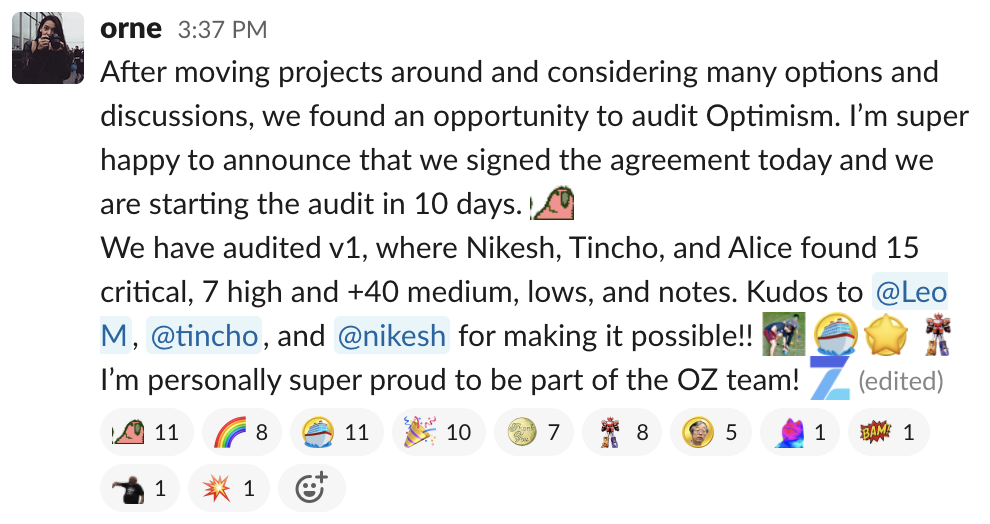 orne 3:37 PM
After moving projects around and considering many options and
discussions, we found an opportunity to audit Optimism. I’m super
happy to announce that we signed the agreement today and we
are starting the audit in 10 days.
We have audited v1, where Nikesh, Tincho, and Alice found 15
critical, 7 high and +40 medium, lows, and notes. Kudos to @Leo
M, @tincho, and @nikesh for making it possible!!
I’m personally super proud to be part of the OZ team! (edited)
11 8 11 10 Thank You 7 8 5 1 BAM! 1
1 1